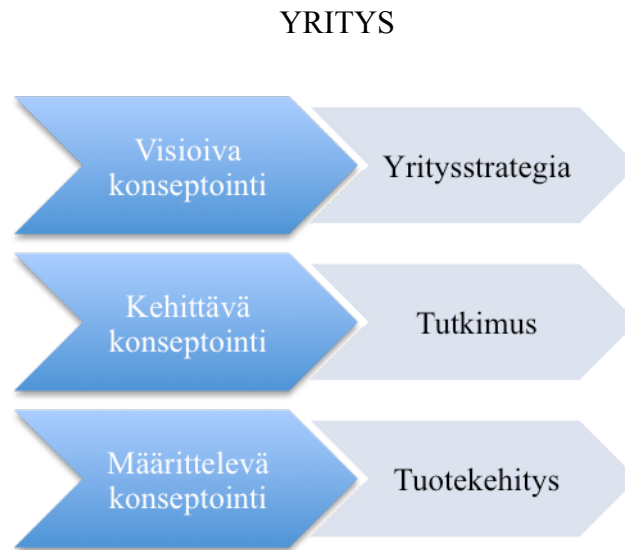 YRITYS
Visioiva
konseptointi
Yritysstrategia
Kehittävä
konseptointi
Tutkimus
Määrittelevä
konseptointi
Tuotekehitys